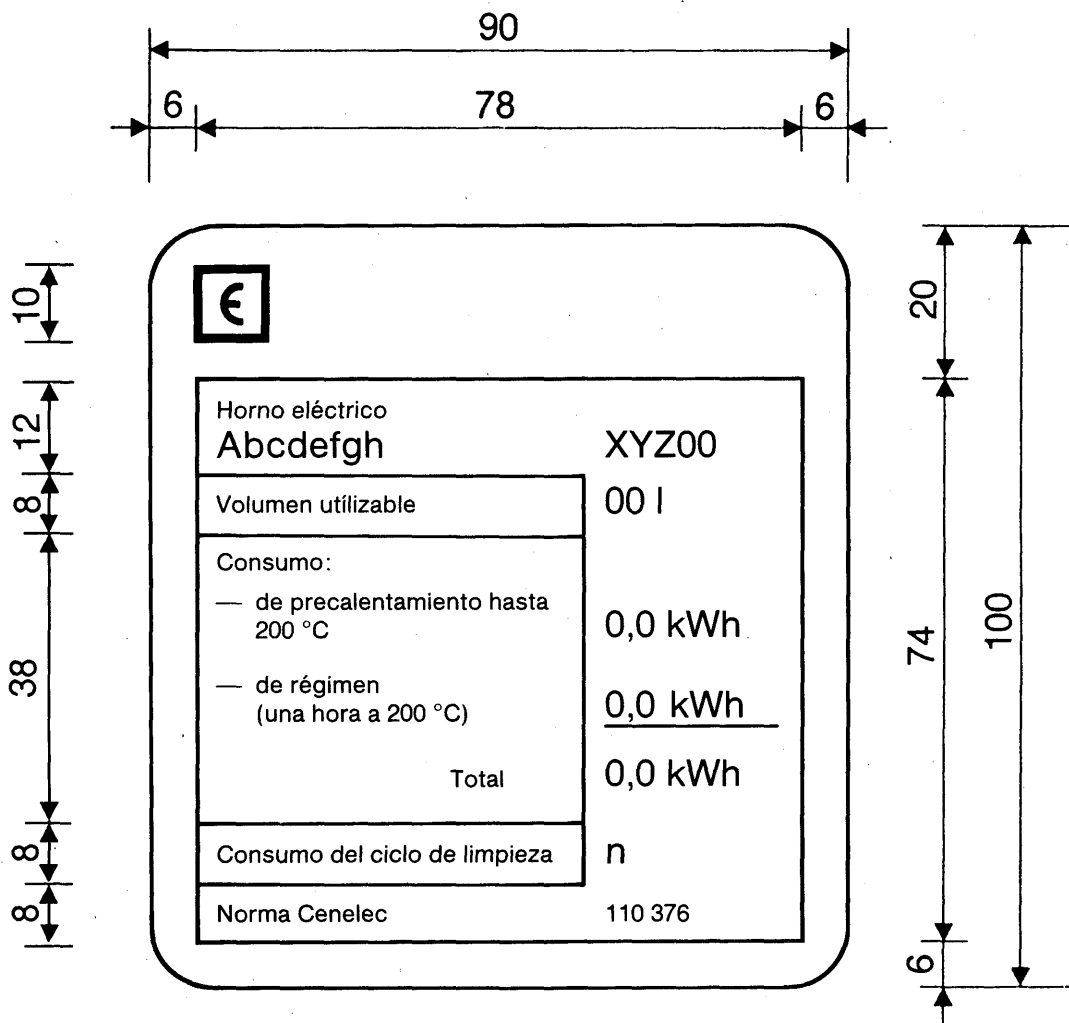 90
6 78 6
10
20
Є
Horno eléctrico
Abcdefgh XYZ00
12
Volumen utílizable 00 l
8
Consumo:
— de precalentamiento hasta
200 °C 0,0 kWh
— de régimen
(una hora a 200 °C) 0,0 kWh
Total 0,0 kWh
38
74
100
Consumo del ciclo de limpieza n
8
Norma Cenelec 110 376
8
6